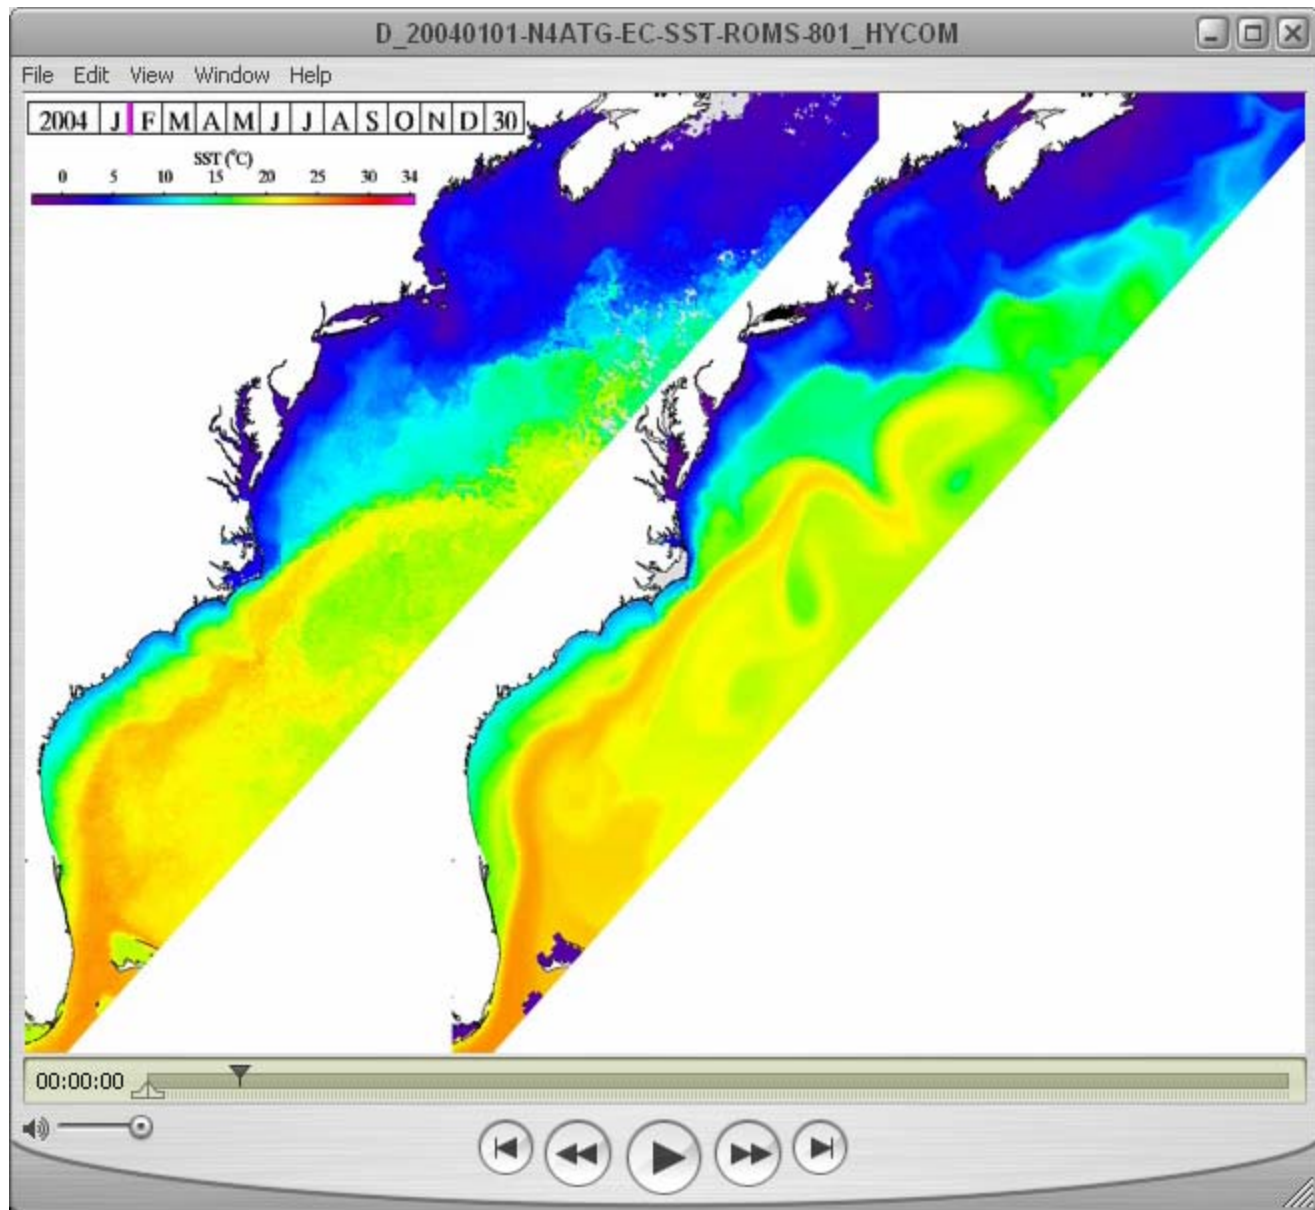 D_20040101-N4ATG-EC-SST-ROMS-801_HYCOM
File Edit View Window Help
2004 J F M A M J J A S O N D 30
SST (°C)
0 5 10 15 20 25 30 34
00:00:00